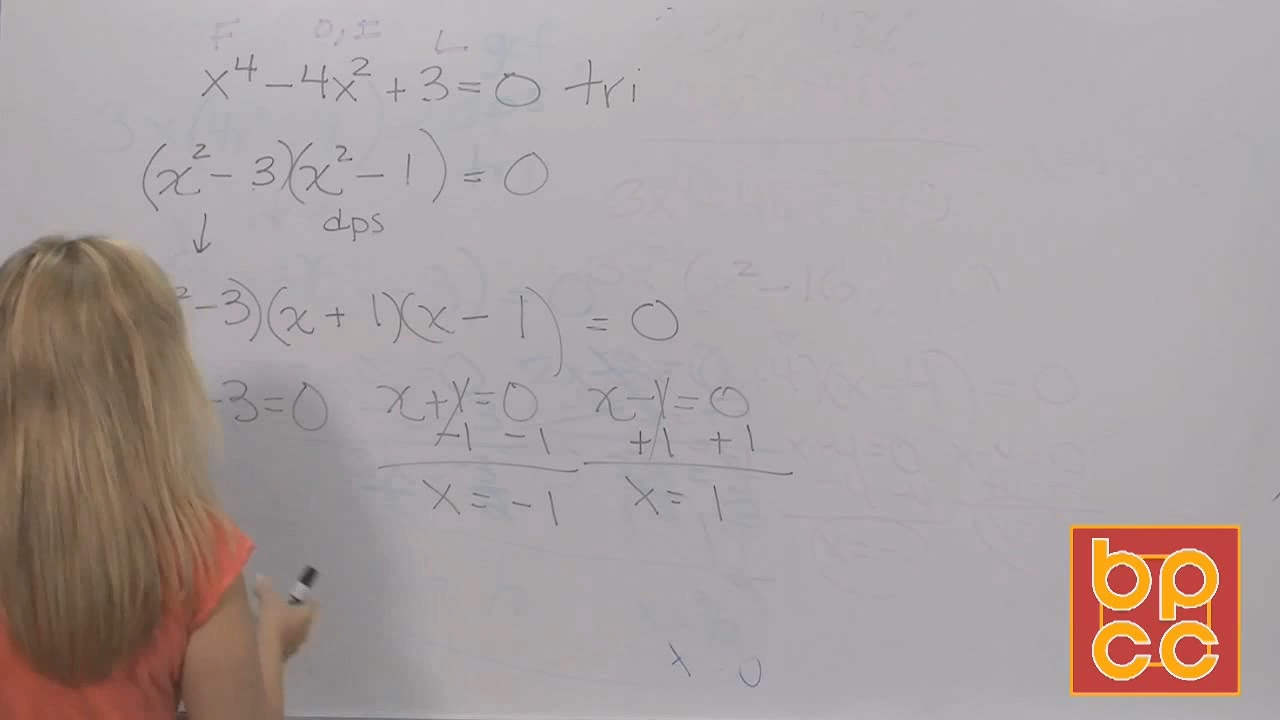 F O, I L
x⁴ - 4x² + 3 = 0 tri
(x² - 3)(x² - 1) = 0
↓ dps
² - 3)(x + 1)(x - 1) = 0
- 3 = 0 x + 1 = 0 x - 1 = 0
- 1 - 1 + 1 + 1
x = - 1 x = 1
bp
cc